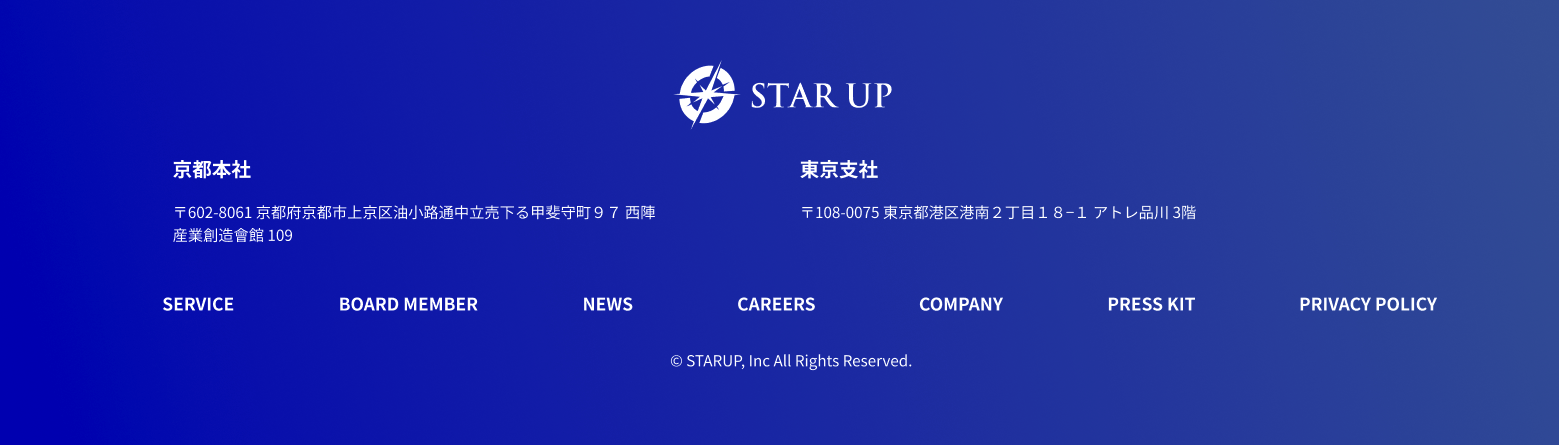 STAR UP
京都本社
〒602-8061 京都府京都市上京区油小路通中立売下る甲斐守町９７ 西陣
産業創造會館 109
東京支社
〒108-0075 東京都港区港南２丁目１８−１ アトレ品川 3階
SERVICE BOARD MEMBER NEWS CAREERS COMPANY PRESS KIT PRIVACY POLICY
© STARUP, Inc All Rights Reserved.